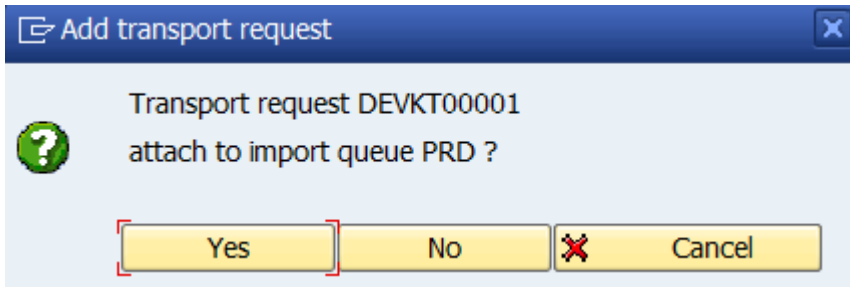 Add transport request
Transport request DEVKT00001
attach to import queue PRD ?
Yes
No
Cancel